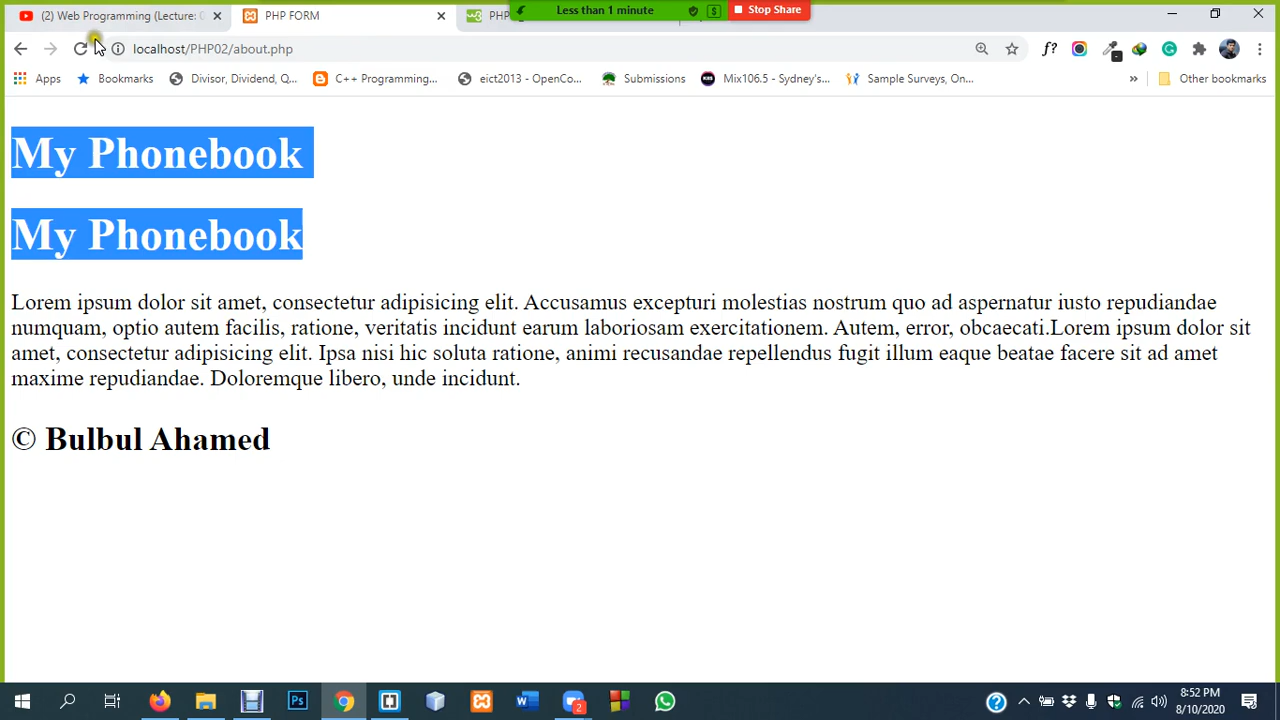 (2) Web Programming (Lecture:
PHP FORM
PHP
Less than 1 minute
Stop Share
localhost/PHP02/about.php
f?
Apps
Bookmarks
Divisor, Dividend, Q...
C++ Programming...
eict2013 - OpenCo...
Submissions
Mix106.5 - Sydney's...
Sample Surveys, On...
»
Other bookmarks
My Phonebook
My Phonebook
Lorem ipsum dolor sit amet, consectetur adipisicing elit. Accusamus excepturi molestias nostrum quo ad aspernatur iusto repudiandae
numquam, optio autem facilis, ratione, veritatis incidunt earum laboriosam exercitationem. Autem, error, obcaecati.Lorem ipsum dolor sit
amet, consectetur adipisicing elit. Ipsa nisi hic soluta ratione, animi recusandae repellendus fugit illum eaque beatae facere sit ad amet
maxime repudiandae. Doloremque libero, unde incidunt.
© Bulbul Ahamed
Ps
2
8:52 PM
8/10/2020